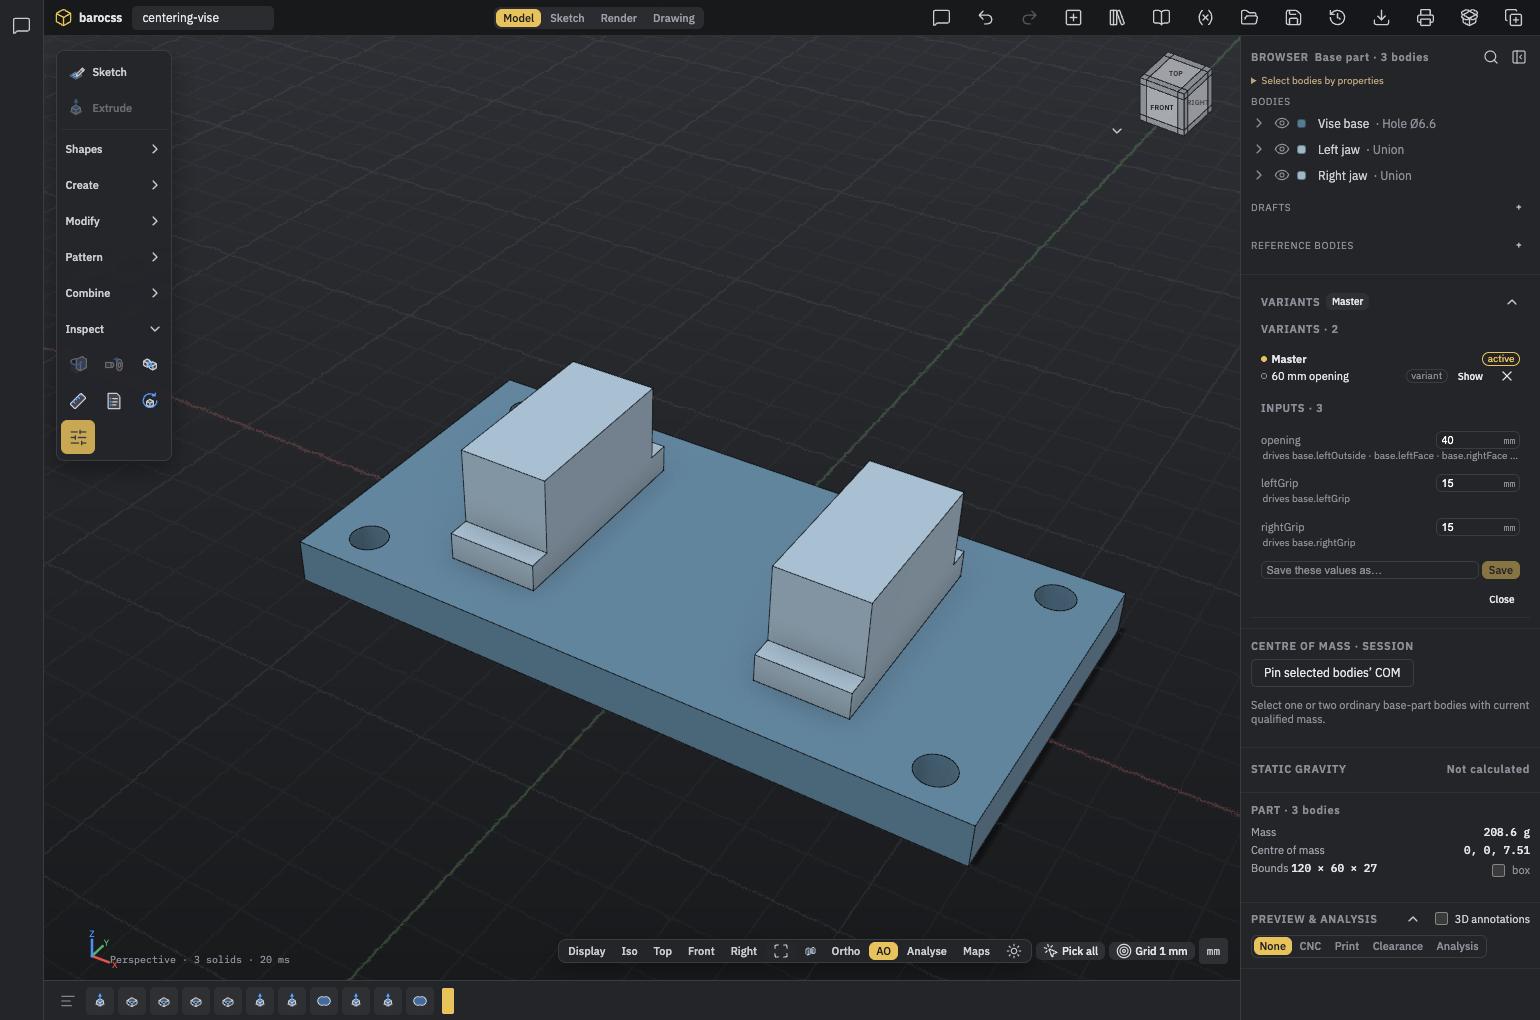 barocss
centering-vise
Model
Sketch
Render
Drawing
Sketch
Extrude
Shapes
Create
Modify
Pattern
Combine
Inspect
TOP
FRONT
RIGHT
Z
Y
X
Perspective · 3 solids · 20 ms
Display
Iso
Top
Front
Right
Ortho
AO
Analyse
Maps
Pick all
Grid 1 mm
mm
BROWSER Base part · 3 bodies
Select bodies by properties
BODIES
Vise base · Hole Ø6.6
Left jaw · Union
Right jaw · Union
DRAFTS +
REFERENCE BODIES +
VARIANTS Master
VARIANTS · 2
Master active
60 mm opening variant Show
INPUTS · 3
opening 40 mm
drives base.leftOutside · base.leftFace · base.rightFace ...
leftGrip 15 mm
drives base.leftGrip
rightGrip 15 mm
drives base.rightGrip
Save these values as... Save
Close
CENTRE OF MASS · SESSION
Pin selected bodies’ COM
Select one or two ordinary base-part bodies with current
qualified mass.
STATIC GRAVITY Not calculated
PART · 3 bodies
Mass 208.6 g
Centre of mass 0, 0, 7.51
Bounds 120 × 60 × 27 box
PREVIEW & ANALYSIS 3D annotations
None CNC Print Clearance Analysis